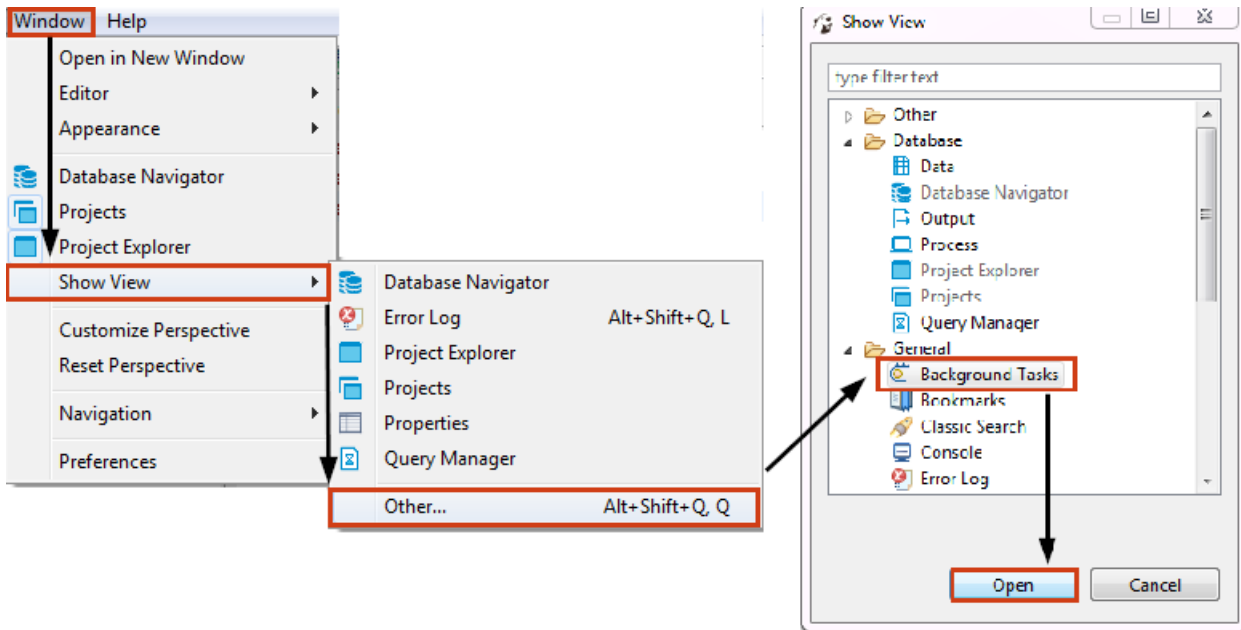 Window Help
Open in New Window
Editor
Appearance
Database Navigator
Projects
Project Explorer
Show View
Customize Perspective
Reset Perspective
Navigation
Preferences
Database Navigator
Error Log Alt+Shift+Q, L
Project Explorer
Projects
Properties
Query Manager
Other... Alt+Shift+Q, Q
Show View
type filter text
Other
Database
Data
Database Navigator
Output
Process
Project Explorer
Projects
Query Manager
General
Background Tasks
Bookmarks
Classic Search
Console
Error Log
Open Cancel